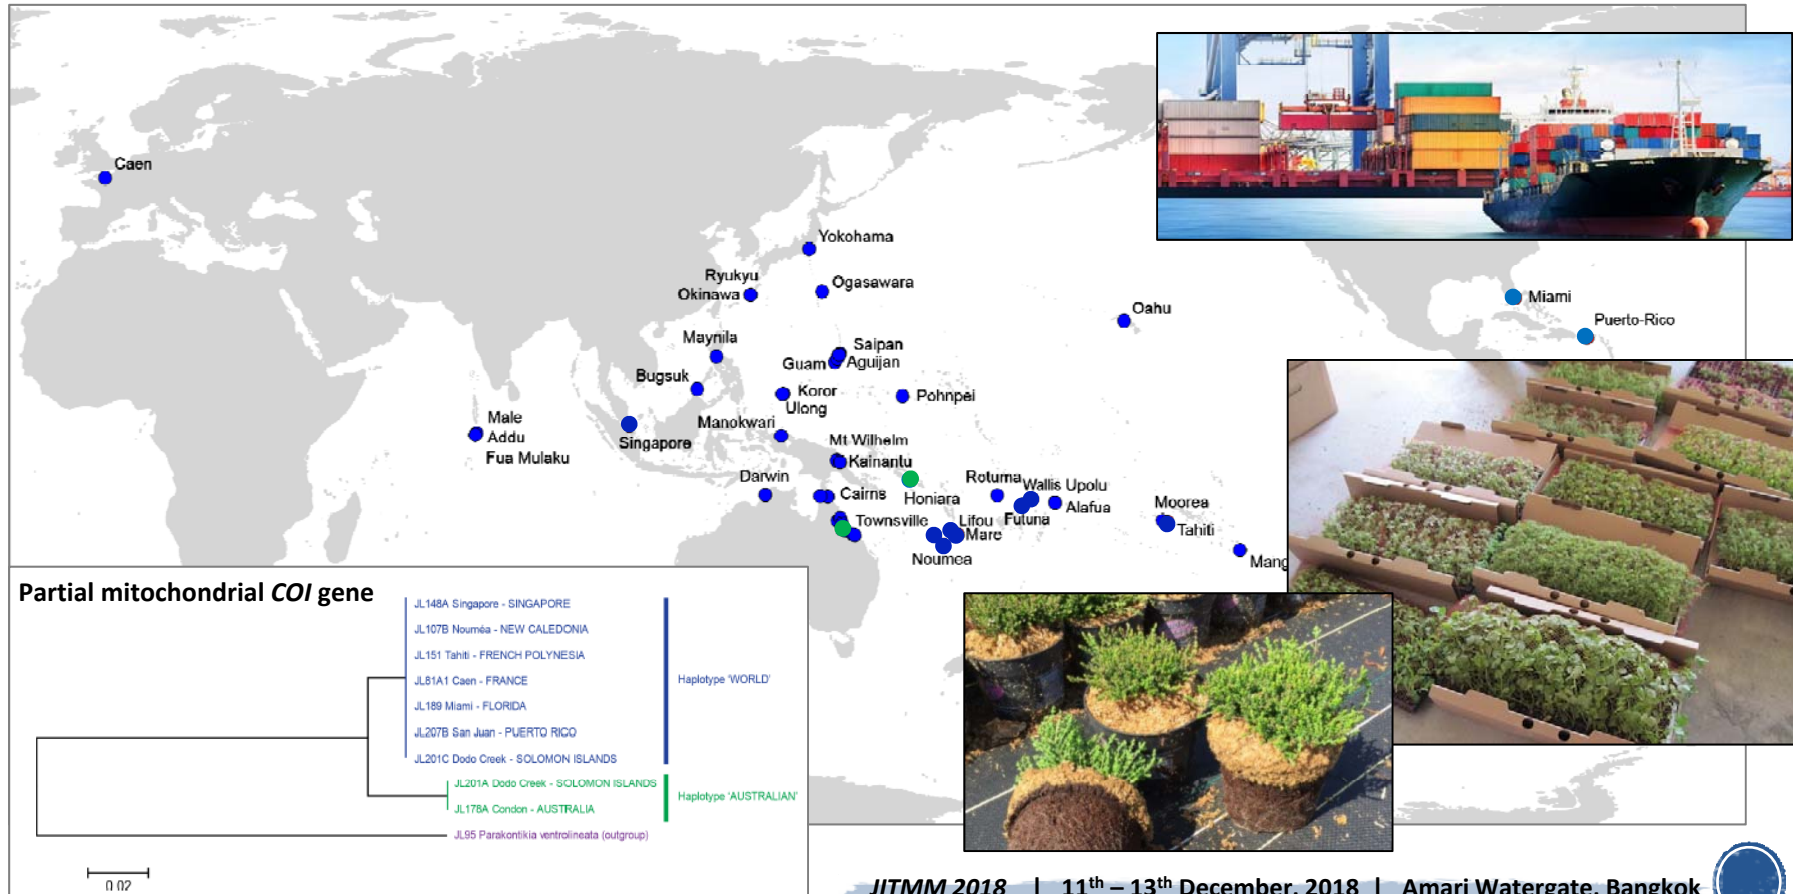 Caen
Yokohama
Ryukyu
Okinawa
Ogasawara
Miami
Oahu
Puerto-Rico
Maynila
Saipan
Guam
Aguijan
Bugsuk
Koror
Ulong
Pohnpei
Male
Addu
Fua Mulaku
Singapore
Manokwari
Mt Wilhelm
Kainantu
Darwin
Cairns
Honiara
Rotuma
Wallis Upolu
Futuna
Alafua
Moorea
Tahiti
Townsville
Lifou
Mare
Noumea
Mang
Partial mitochondrial COI gene
JL148A Singapore - SINGAPORE
JL107B Nouméa - NEW CALEDONIA
JL151 Tahiti - FRENCH POLYNESIA
JL81A1 Caen - FRANCE
Haplotype 'WORLD'
JL189 Miami - FLORIDA
JL207B San Juan - PUERTO RICO
JL201C Dodo Creek - SOLOMON ISLANDS
JL201A Dodo Creek - SOLOMON ISLANDS
Haplotype 'AUSTRALIAN'
JL178A Condon - AUSTRALIA
JL95 Parakontikia ventrolineata (outgroup)
0.02
JITMM 2018 | 11th – 13th December, 2018 | Amari Watergate, Bangkok